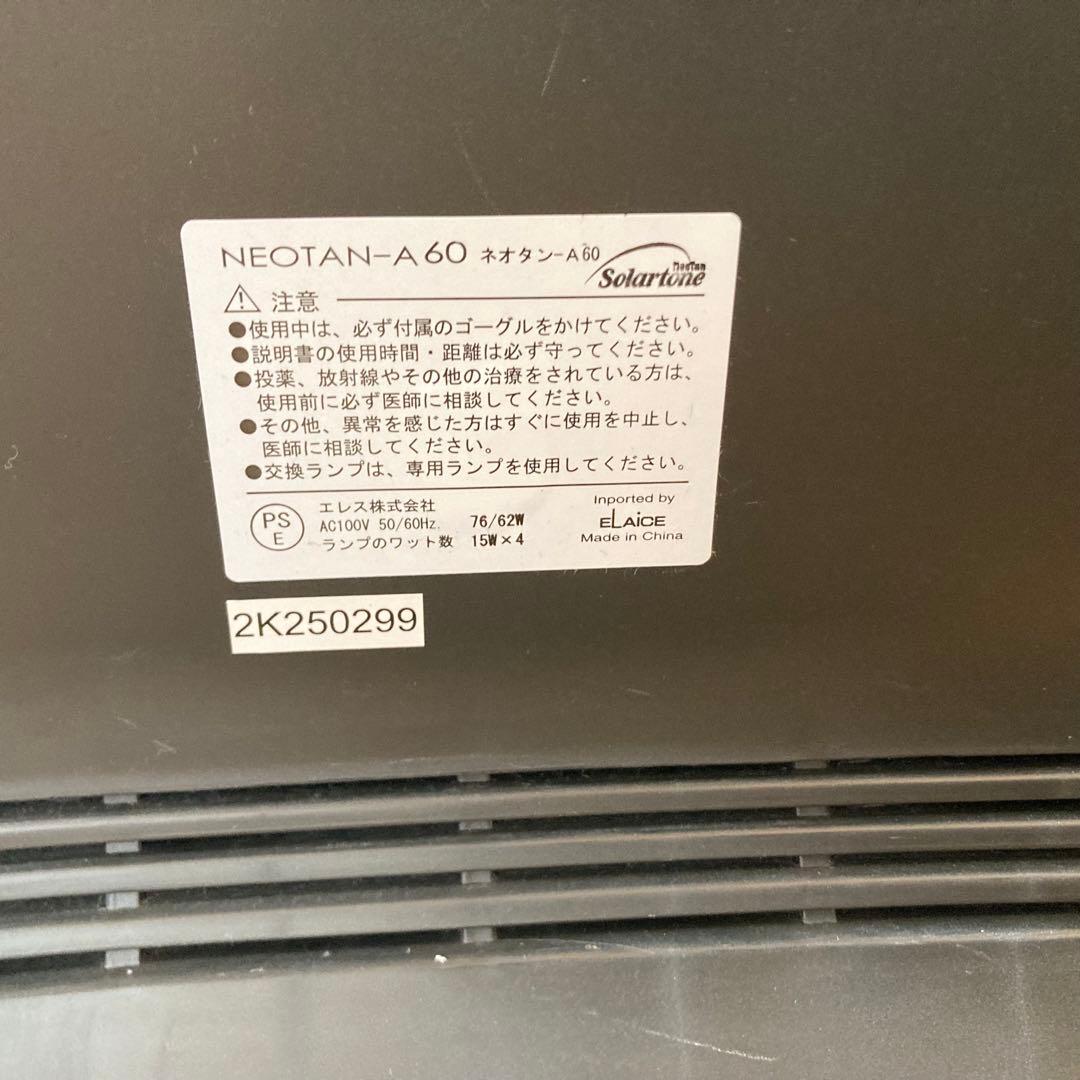 NEOTAN-A60 ネオタン-A60
Neotan
Solartone
注意
●使用中は、必ず付属のゴーグルをかけてください。
●説明書の使用時間・距離は必ず守ってください。
●投薬、放射線やその他の治療をされている方は、
使用前に必ず医師に相談してください。
●その他、異常を感じた方はすぐに使用を中止し、
医師に相談してください。
●交換ランプは、専用ランプを使用してください。
PS
E
エレス株式会社
AC100V 50/60Hz. 76/62W
ランプのワット数 15W×4
Inported by
ELAiCE
Made in China
2K250299